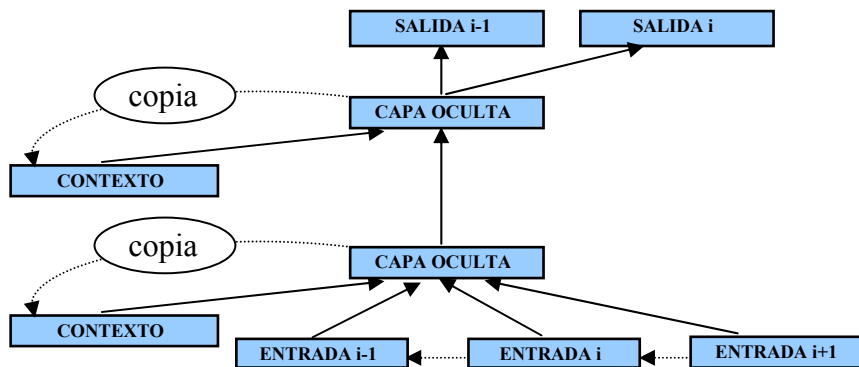 SALIDA i-1
SALIDA i
copia
CAPA OCULTA
CONTEXTO
copia
CAPA OCULTA
CONTEXTO
ENTRADA i-1
ENTRADA i
ENTRADA i+1